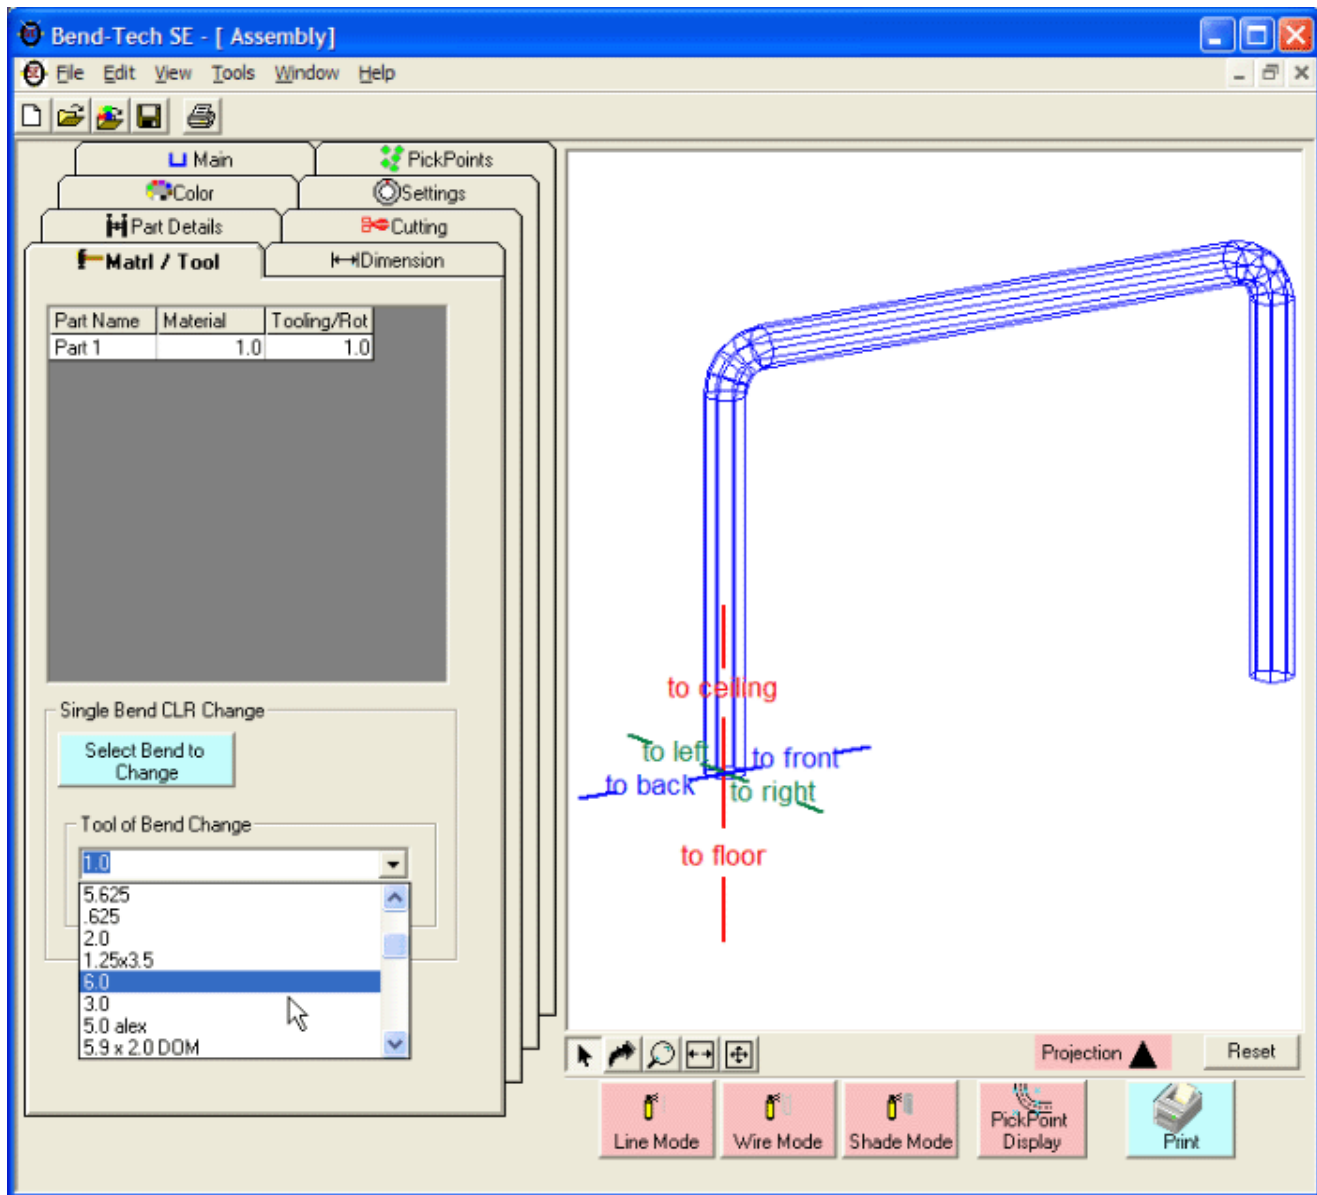 Bend-Tech SE - [ Assembly]
File Edit View Tools Window Help
Main PickPoints
Color Settings
Part Details Cutting
Matrl / Tool Dimension
Part Name Material Tooling/Rot
Part 1 1.0 1.0
Single Bend CLR Change
Select Bend to
Change
Tool of Bend Change
1.0
5.625
.625
2.0
1.25x3.5
6.0
3.0
5.0 alex
5.9 x 2.0 DOM
to ceiling
to left
to front
to back
to right
to floor
Projection Reset
Line Mode Wire Mode Shade Mode
PickPoint
Display
Print